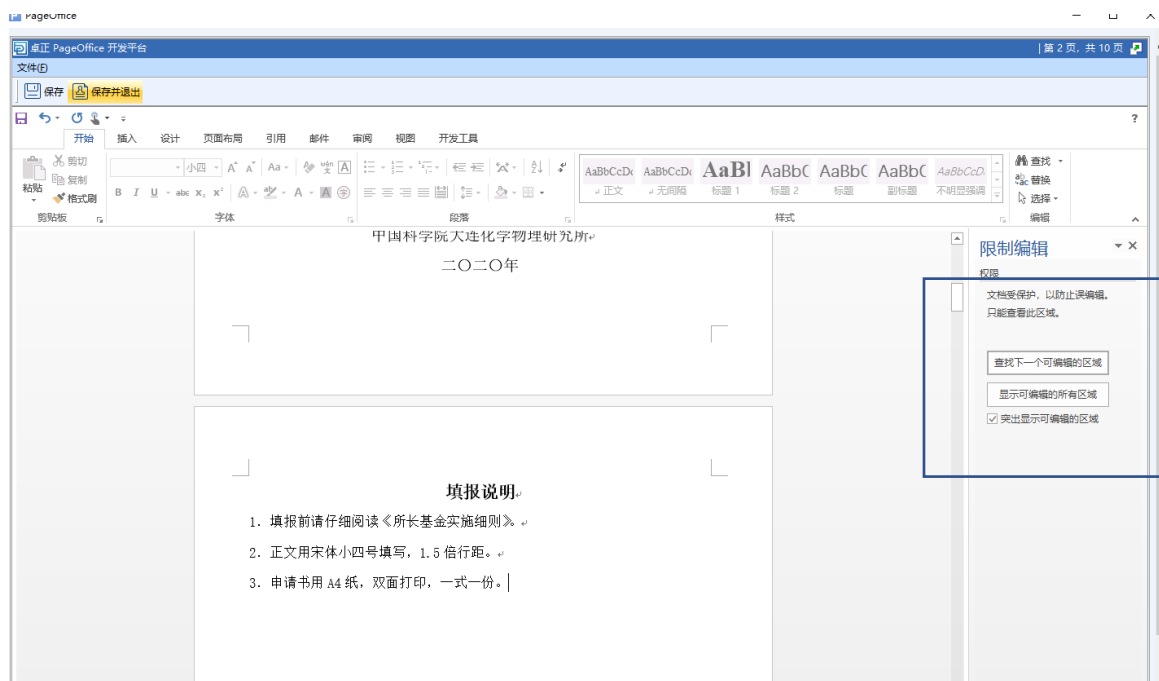 PageOffice
卓正 PageOffice 开发平台
|第 2 页, 共 10 页
文件(F)
保存 保存并退出
?
开始 插入 设计 页面布局 引用 邮件 审阅 视图 开发工具
粘贴
剪切
复制
格式刷
剪贴板
小四
A A Aa wén A
B I U abc x₂ x² A A A 字
字体
段落
AaBbCcDc AaBbCcDc AaBl AaBbC AaBbC AaBbC AaBbCcD.
正文 无间隔 标题 1 标题 2 标题 副标题 不明显强调
样式
查找
替换
选择
编辑
中国科学院大连化学物理研究所
二〇二〇年
填报说明
1. 填报前请仔细阅读《所长基金实施细则》。
2. 正文用宋体小四号填写，1.5 倍行距。
3. 申请书用 A4 纸，双面打印，一式一份。
限制编辑
权限
文档受保护，以防止误编辑。
只能查看此区域。
查找下一个可编辑的区域
显示可编辑的所有区域
突出显示可编辑的区域